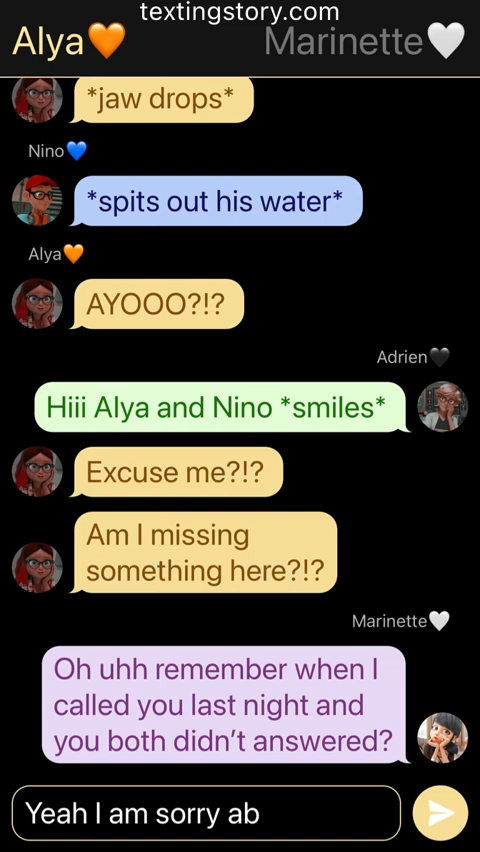 textingstory.com
Alya🧡 Marinette🤍
*jaw drops*
Nino💙
*spits out his water*
Alya🧡
AYOOO?!?
Adrien🖤
Hiii Alya and Nino *smiles*
Excuse me?!?
Am I missing
something here?!?
Marinette🤍
Oh uhh remember when I
called you last night and
you both didn't answered?
Yeah I am sorry ab